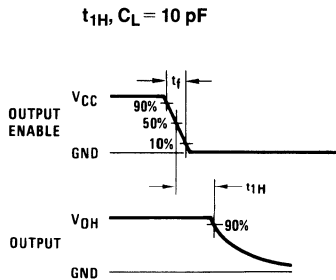 t1H, CL = 10 pF
tf
VCC
90%
OUTPUT
ENABLE
50%
10%
GND
t1H
VOH
90%
OUTPUT
GND